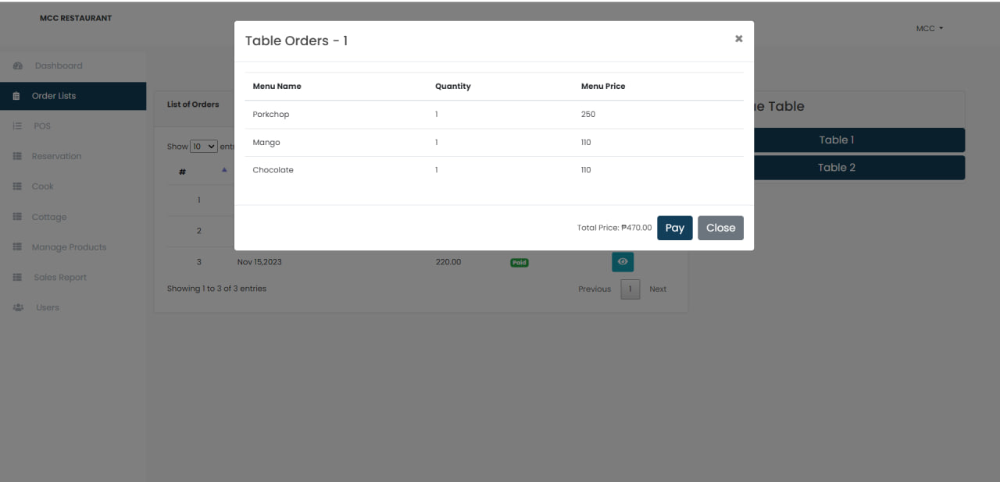 MCC RESTAURANT
MCC
Table Orders - 1
×
Menu Name Quantity Menu Price
Porkchop 1 250
Mango 1 110
Chocolate 1 110
Total Price: ₱470.00 Pay Close
Dashboard
Order Lists
POS
Reservation
Cook
Cottage
Manage Products
Sales Report
Users
List of Orders
Show 10
#
1
2
3 Nov 15,2023 220.00 Paid
Showing 1 to 3 of 3 entries
Previous 1 Next
Table
Table 1
Table 2